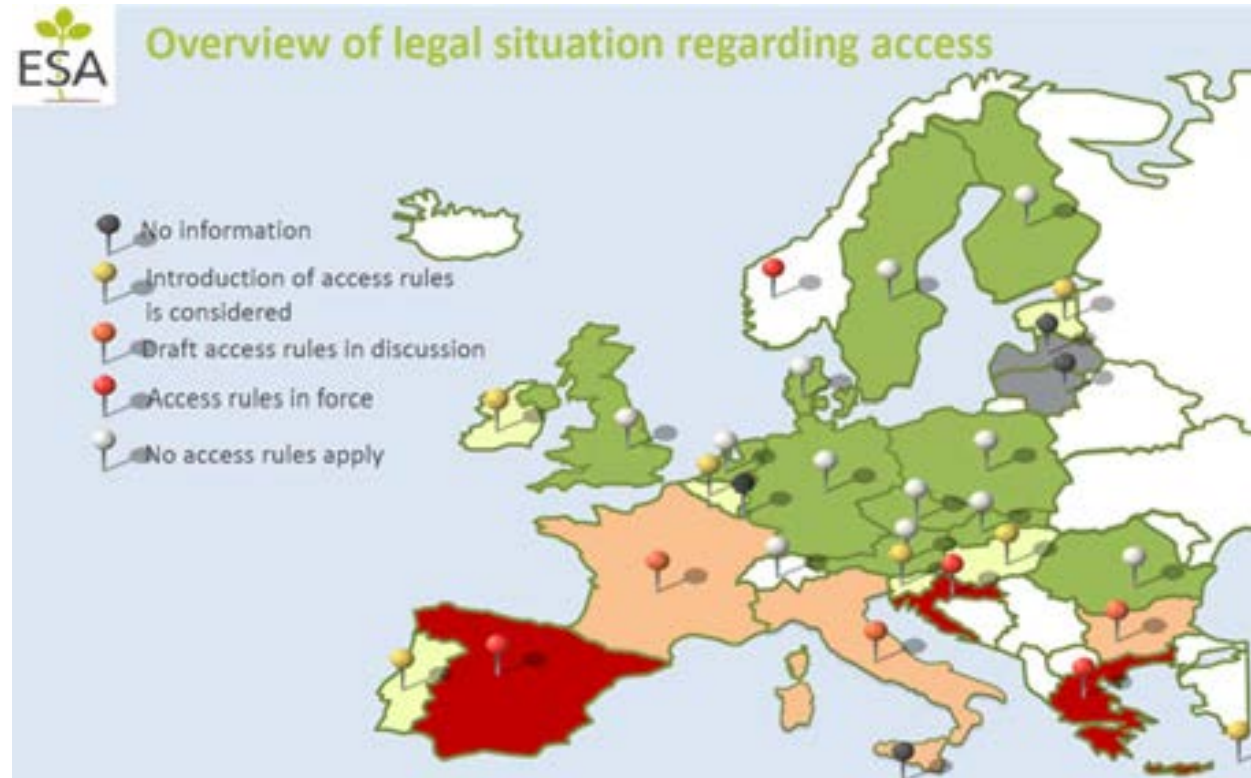 ESA
Overview of legal situation regarding access
No information
Introduction of access rules
is considered
Draft access rules in discussion
Access rules in force
No access rules apply